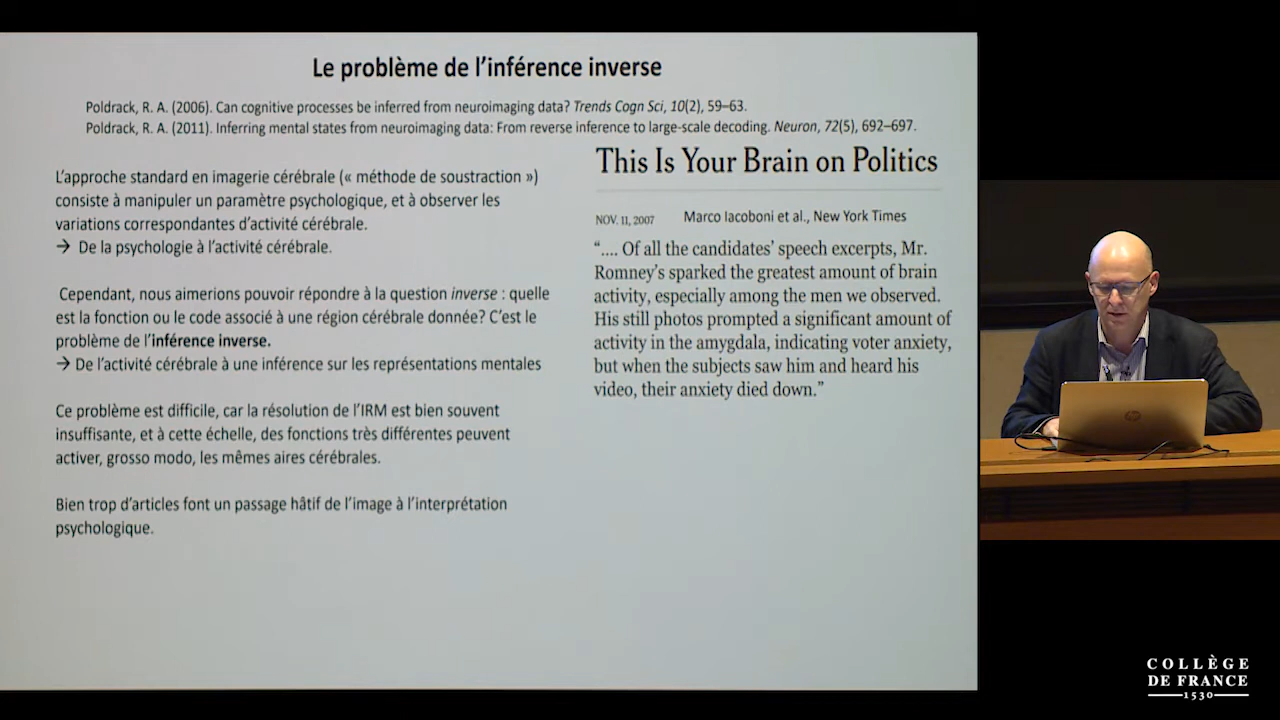 Le problème de l’inférence inverse
Poldrack, R. A. (2006). Can cognitive processes be inferred from neuroimaging data? Trends Cogn Sci, 10(2), 59–63.
Poldrack, R. A. (2011). Inferring mental states from neuroimaging data: From reverse inference to large-scale decoding. Neuron, 72(5), 692–697.
L’approche standard en imagerie cérébrale (« méthode de soustraction »)
consiste à manipuler un paramètre psychologique, et à observer les
variations correspondantes d’activité cérébrale.
→ De la psychologie à l’activité cérébrale.
Cependant, nous aimerions pouvoir répondre à la question inverse : quelle
est la fonction ou le code associé à une région cérébrale donnée? C’est le
problème de l’inférence inverse.
→ De l’activité cérébrale à une inférence sur les représentations mentales
Ce problème est difficile, car la résolution de l’IRM est bien souvent
insuffisante, et à cette échelle, des fonctions très différentes peuvent
activer, grosso modo, les mêmes aires cérébrales.
Bien trop d’articles font un passage hâtif de l’image à l’interprétation
psychologique.
This Is Your Brain on Politics
NOV. 11, 2007 Marco Iacoboni et al., New York Times
“.... Of all the candidates’ speech excerpts, Mr.
Romney’s sparked the greatest amount of brain
activity, especially among the men we observed.
His still photos prompted a significant amount of
activity in the amygdala, indicating voter anxiety,
but when the subjects saw him and heard his
video, their anxiety died down.”
hp
COLLÈGE
DE FRANCE
1530